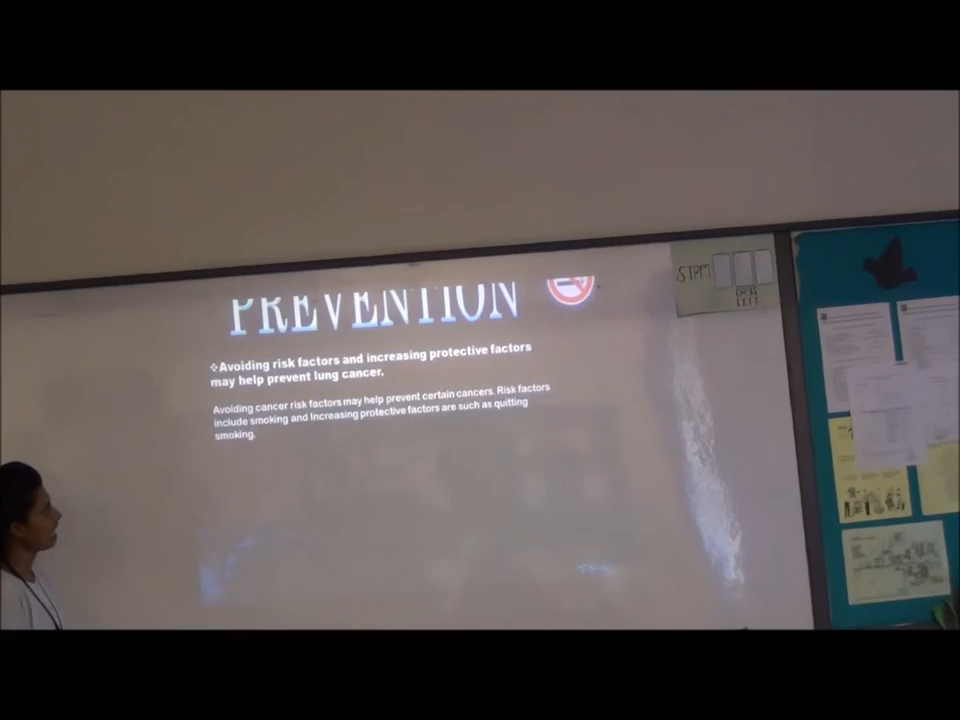 PREVENTION
STPM
DAYS
LEFT
❖Avoiding risk factors and increasing protective factors
may help prevent lung cancer.
Avoiding cancer risk factors may help prevent certain cancers. Risk factors
include smoking and Increasing protective factors are such as quitting
smoking.